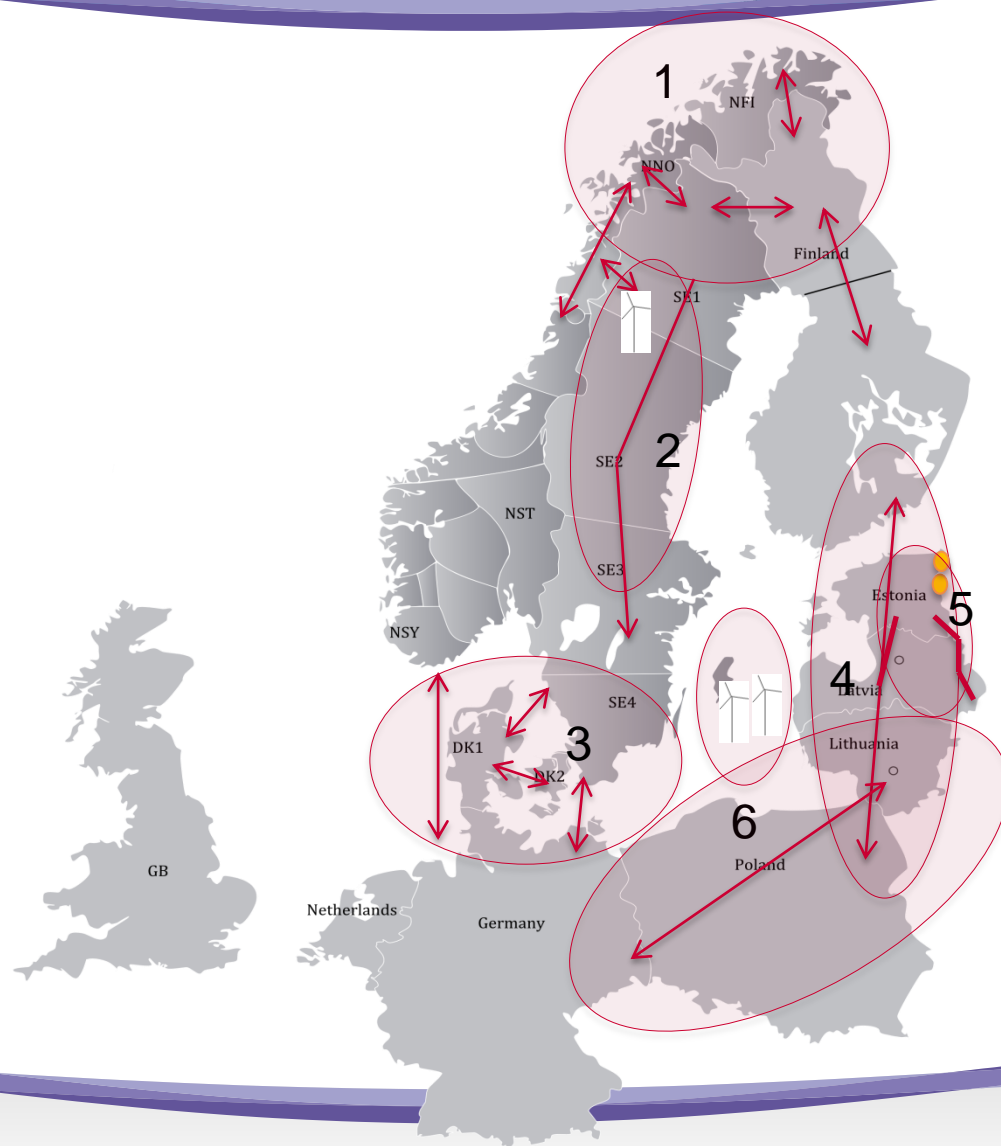 1
NFI
NNO
Finland
SE1
2
SE2
NST
SE3
Estonia
5
NSY
4
Latvia
SE4
3
DK1
Lithuania
DK2
6
Poland
GB
Netherlands
Germany